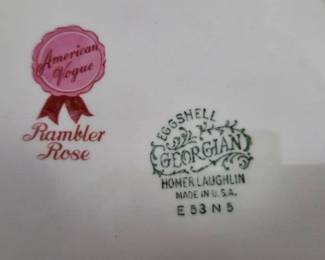 American
Vogue
Rambler
Rose
EGGSHELL
GEORGIAN
HOMER LAUGHLIN
MADE IN U.S.A.
E 53 N 5